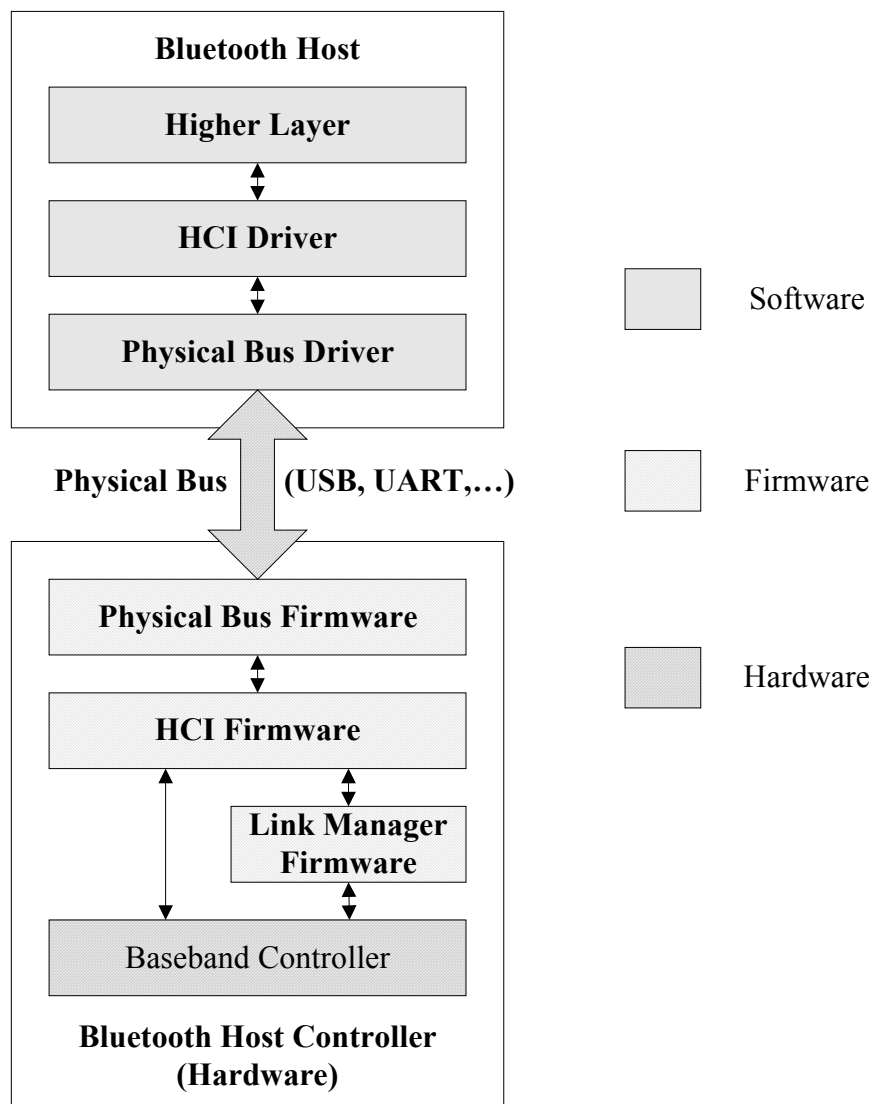 Bluetooth Host
Higher Layer
HCI Driver
Physical Bus Driver
Physical Bus (USB, UART,…)
Physical Bus Firmware
HCI Firmware
Link Manager
Firmware
Baseband Controller
Bluetooth Host Controller
(Hardware)
Software
Firmware
Hardware